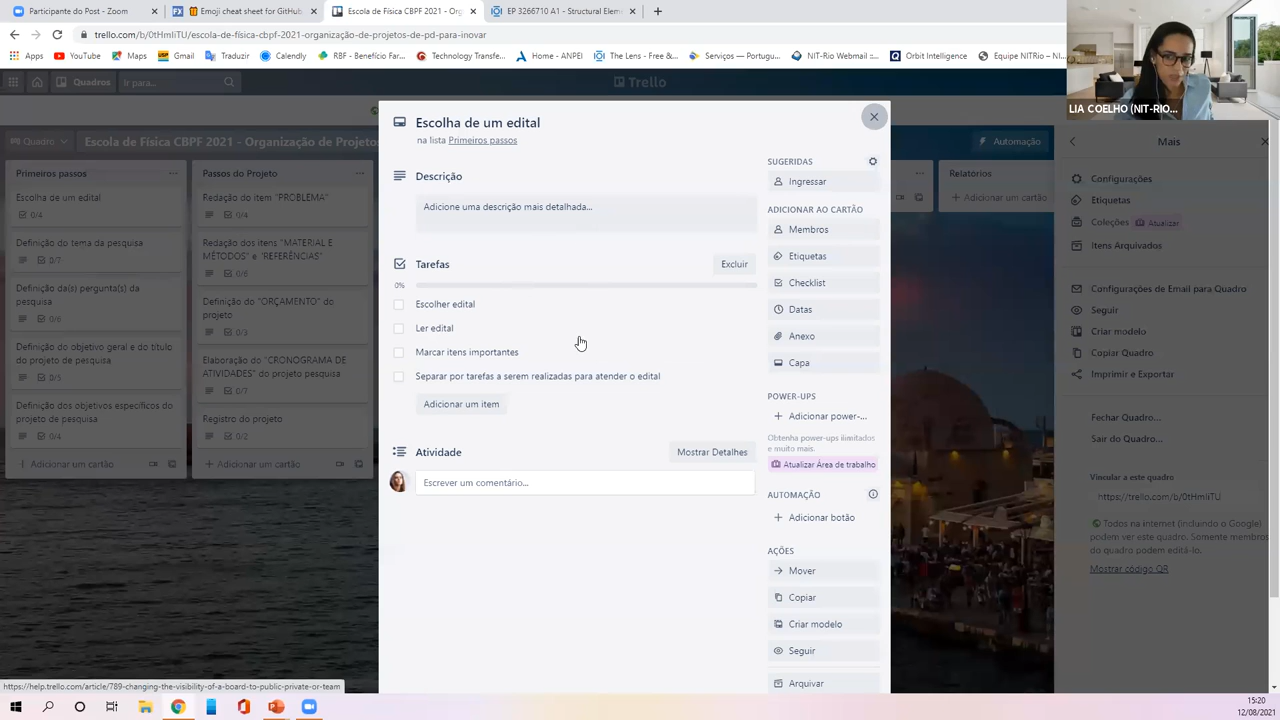 Participante do Post - Zoom
Emoji cheat sheet for GitHub
Escola de Física CBPF 2021 - Org
EP 3266710 A1 - Structural Elem
trello.com/b/0tHmIiTU/escola-de-física-cbpf-2021-organização-de-projetos-de-pd-para-inovar
YouTube
Maps
Traduzir
Calendly
RBF - Benefício Far...
Technology Transfe...
Home - ANPEI
The Lens - Free &...
Serviços — Portugu...
NIT-Rio Webmail ::...
Orbit Intelligence
Equipe NITRio |...
LIA COELHO (NIT-RIO...
Quadros
Ir para...
Trello
Quadro
Escola de Física CBPF 2021 - Organização de Projetos
Automação
Primeiros passos
Escolha de um edital
0/4
Definição do tema da pesquisa
0/7
Definição da(s) pergunta(s) da
pesquisa
0/6
Definição do objetivo geral e do título
do projeto de pesquisa
0/5
Definição dos objetivos específicos do
projeto de pesquisa
0/4
Adicionar um cartão
Passos do Projeto
Redação do item "PROBLEMA"
0/4
Redação dos itens "MATERIAL E
MÉTODOS" e "REFERÊNCIAS"
0/6
Definição do "ORÇAMENTO" do
projeto
0/3
Elaboração do "CRONOGRAMA DE
ATIVIDADES" do projeto pesquisa
0/4
Registro do projeto
0/2
Adicionar um cartão
Escolha de um edital
na lista Primeiros passos
Descrição
Adicione uma descrição mais detalhada...
Tarefas
Excluir
0%
Escolher edital
Ler edital
Marcar itens importantes
Separar por tarefas a serem realizadas para atender o edital
Adicionar um item
Atividade
Mostrar Detalhes
Escrever um comentário...
SUGERIDAS
Ingressar
ADICIONAR AO CARTÃO
Membros
Etiquetas
Checklist
Datas
Anexo
Capa
POWER-UPS
Adicionar power-...
Obtenha power-ups ilimitados
e muito mais.
Atualizar Área de trabalho
AUTOMAÇÃO
Adicionar botão
AÇÕES
Mover
Copiar
Criar modelo
Seguir
Arquivar
Relatórios
Adicionar um cartão
Mais
Configurações
Etiquetas
Coleções
Atualizar
Itens Arquivados
Configurações de Email para Quadro
Seguir
Criar modelo
Copiar Quadro
Imprimir e Exportar
Fechar Quadro...
Sair do Quadro...
Vincular a este quadro
https://trello.com/b/0tHmIiTU
Todos na internet (incluindo o Google)
podem ver este quadro. Somente membros
do quadro podem editá-lo.
Mostrar código QR
https://help.trello.com/article/789-changing-the-visibility-of-a-board-to-public-private-or-team
15:20
12/08/2021